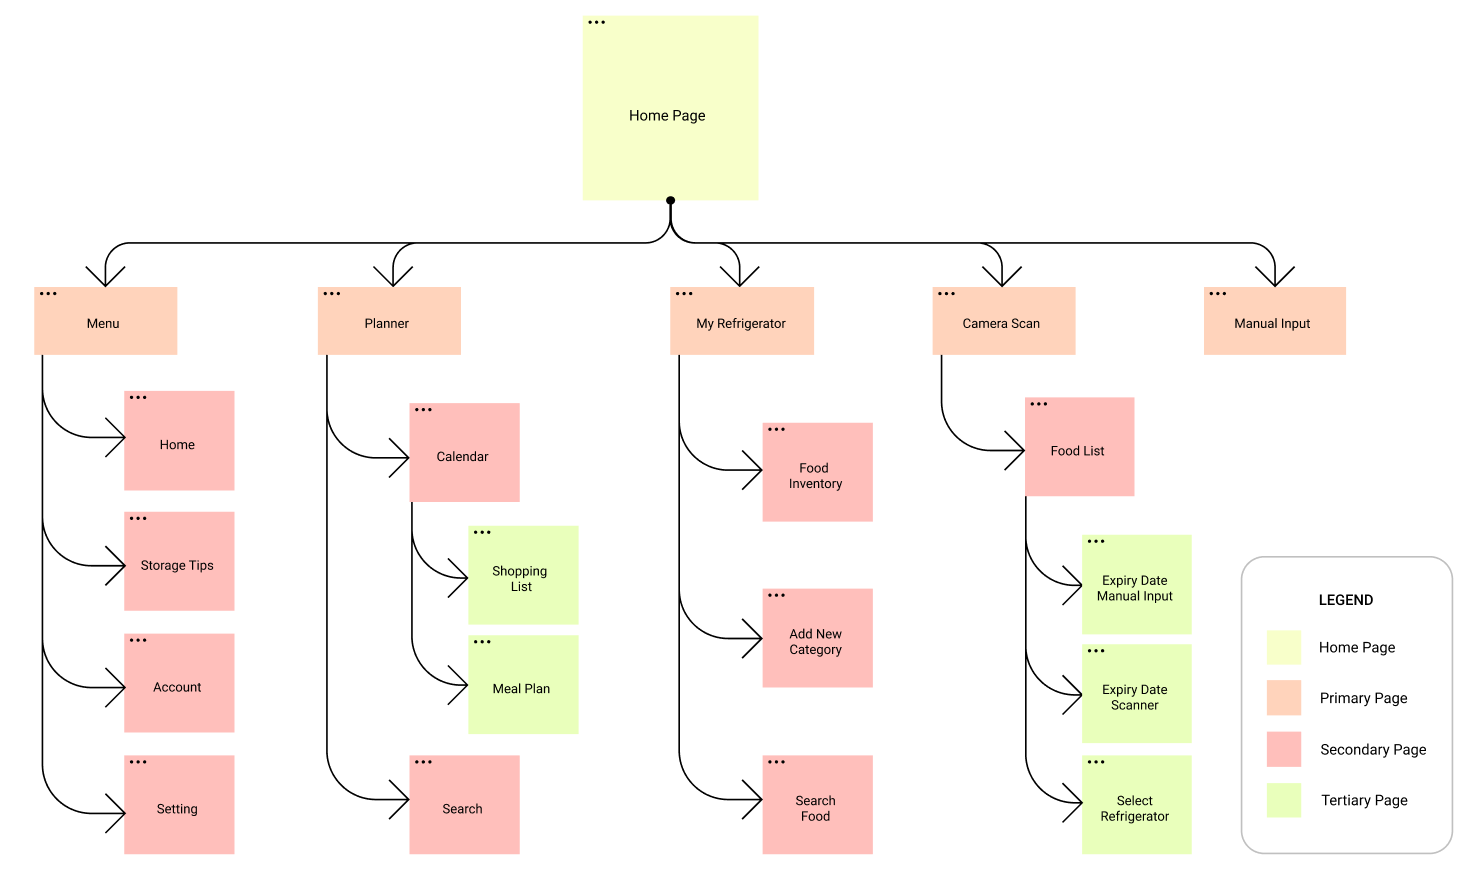 Home Page
Menu
Planner
My Refrigerator
Camera Scan
Manual Input
Home
Storage Tips
Account
Setting
Calendar
Shopping
List
Meal Plan
Search
Food
Inventory
Add New
Category
Search
Food
Food List
Expiry Date
Manual Input
Expiry Date
Scanner
Select
Refrigerator
LEGEND
Home Page
Primary Page
Secondary Page
Tertiary Page